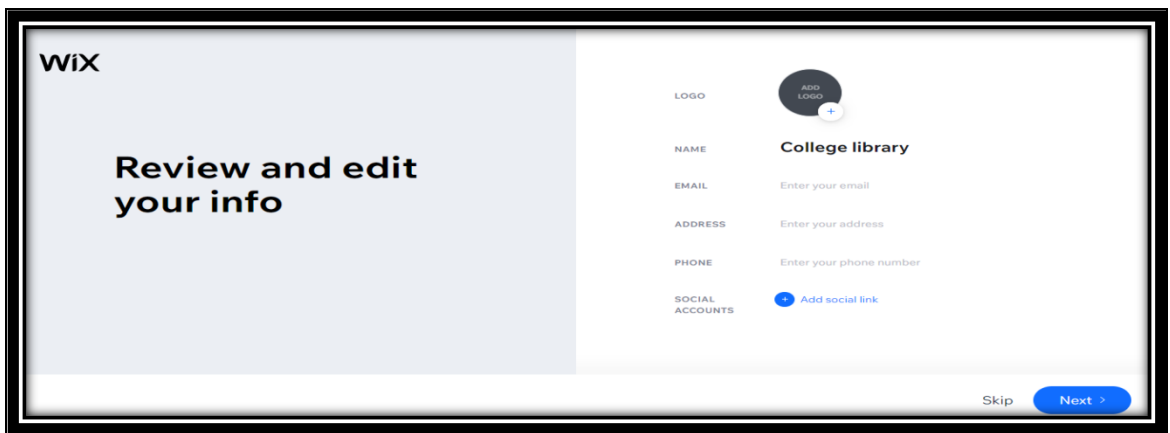 WiX
Review and edit
your info
LOGO
ADD
LOGO
+
NAME
College library
EMAIL
Enter your email
ADDRESS
Enter your address
PHONE
Enter your phone number
SOCIAL
ACCOUNTS
+ Add social link
Skip
Next >